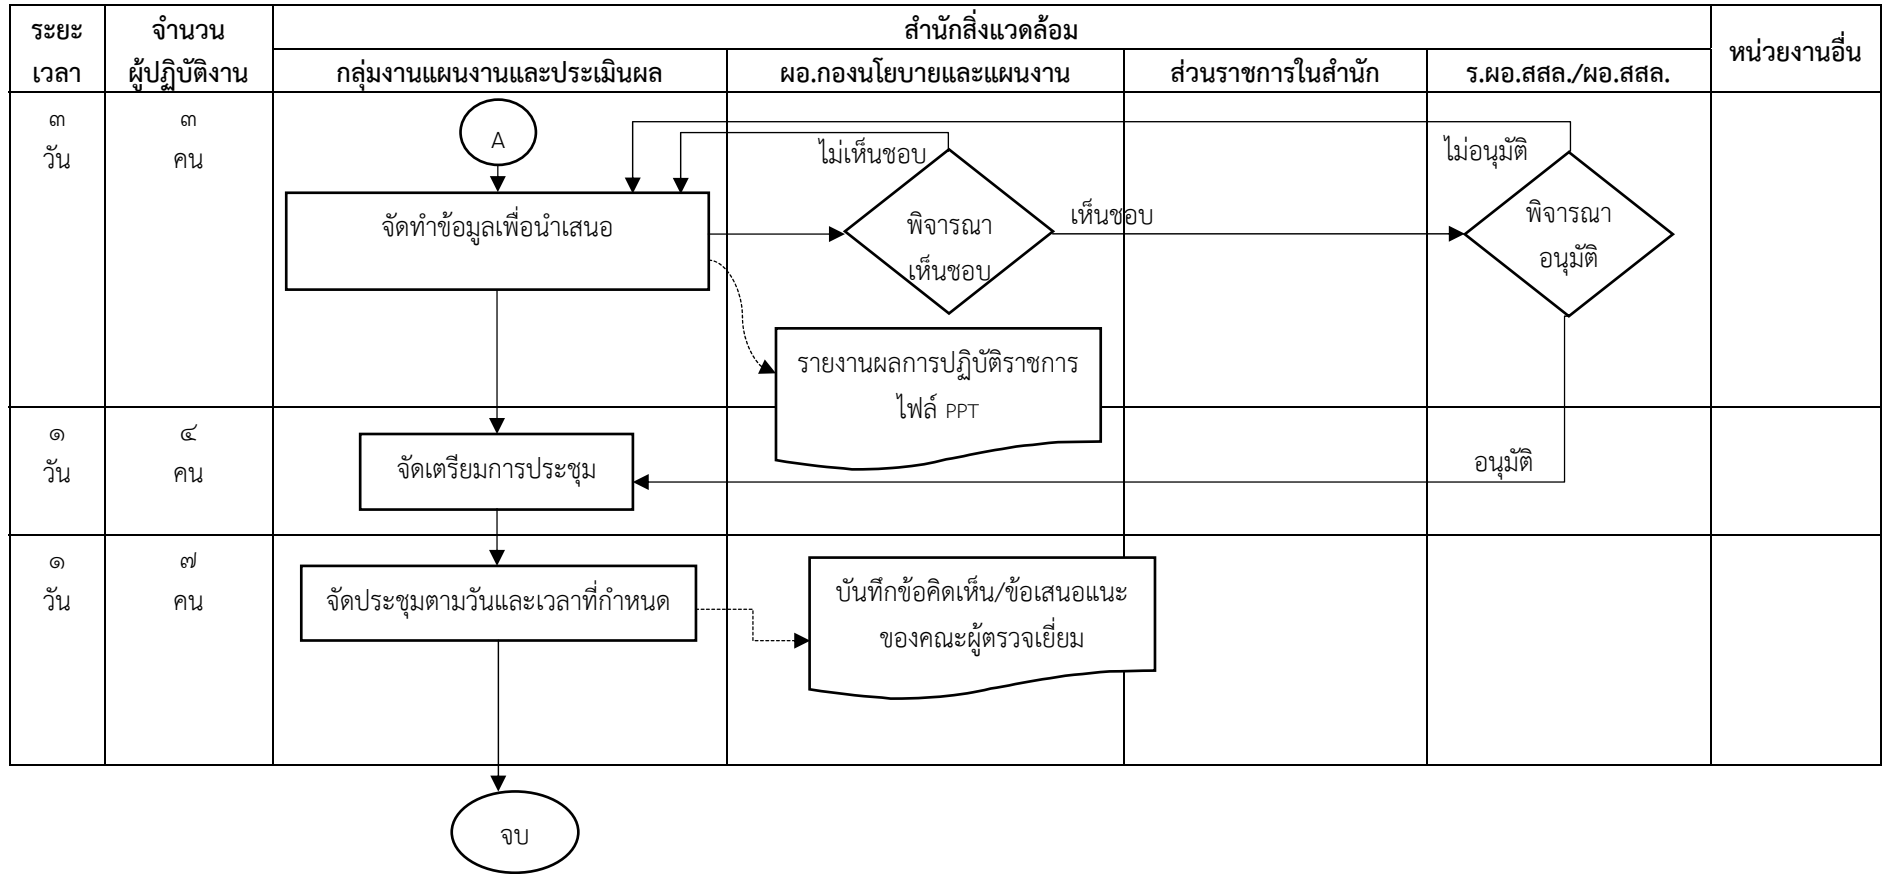 ระยะ
เวลา
จำนวน
ผู้ปฏิบัติงาน
สำนักสิ่งแวดล้อม
หน่วยงานอื่น
กลุ่มงานแผนงานและประเมินผล
ผอ.กองนโยบายและแผนงาน
ส่วนราชการในสำนัก
ร.ผอ.สสล./ผอ.สสล.
๓
วัน
๓
คน
A
ไม่เห็นชอบ
ไม่อนุมัติ
จัดทำข้อมูลเพื่อนำเสนอ
พิจารณา
เห็นชอบ
เห็นชอบ
พิจารณา
อนุมัติ
รายงานผลการปฏิบัติราชการ
ไฟล์ PPT
๑
วัน
๔
คน
จัดเตรียมการประชุม
อนุมัติ
๑
วัน
๗
คน
จัดประชุมตามวันและเวลาที่กำหนด
บันทึกข้อคิดเห็น/ข้อเสนอแนะ
ของคณะผู้ตรวจเยี่ยม
จบ